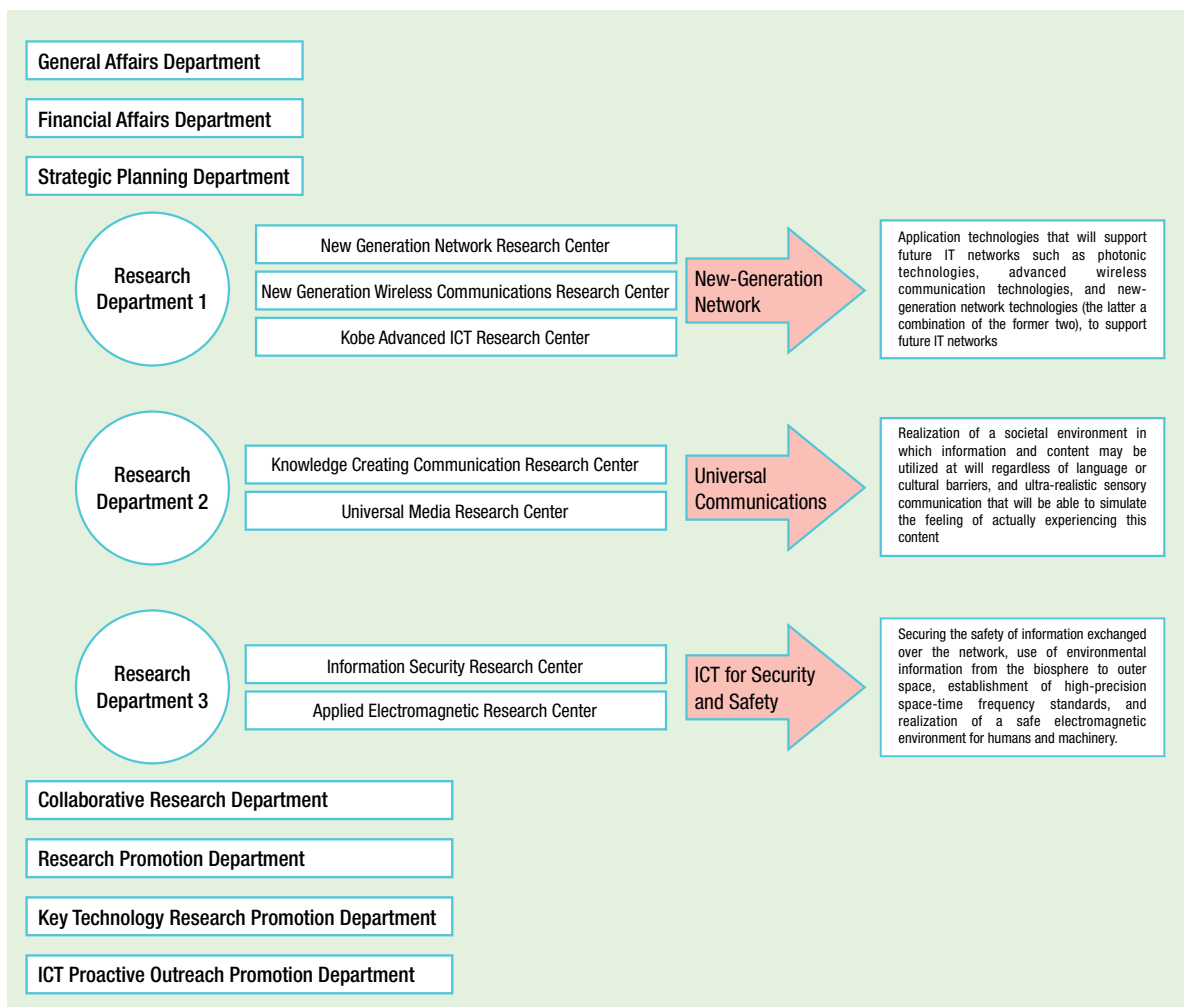 General Affairs Department
Financial Affairs Department
Strategic Planning Department
Research
Department 1
New Generation Network Research Center
New Generation Wireless Communications Research Center
Kobe Advanced ICT Research Center
New-Generation
Network
Application technologies that will support
future IT networks such as photonic
technologies, advanced wireless
communication technologies, and new-
generation network technologies (the latter a
combination of the former two), to support
future IT networks
Research
Department 2
Knowledge Creating Communication Research Center
Universal Media Research Center
Universal
Communications
Realization of a societal environment in
which information and content may be
utilized at will regardless of language or
cultural barriers, and ultra-realistic sensory
communication that will be able to simulate
the feeling of actually experiencing this
content
Research
Department 3
Information Security Research Center
Applied Electromagnetic Research Center
ICT for Security
and Safety
Securing the safety of information exchanged
over the network, use of environmental
information from the biosphere to outer
space, establishment of high-precision
space-time frequency standards, and
realization of a safe electromagnetic
environment for humans and machinery.
Collaborative Research Department
Research Promotion Department
Key Technology Research Promotion Department
ICT Proactive Outreach Promotion Department